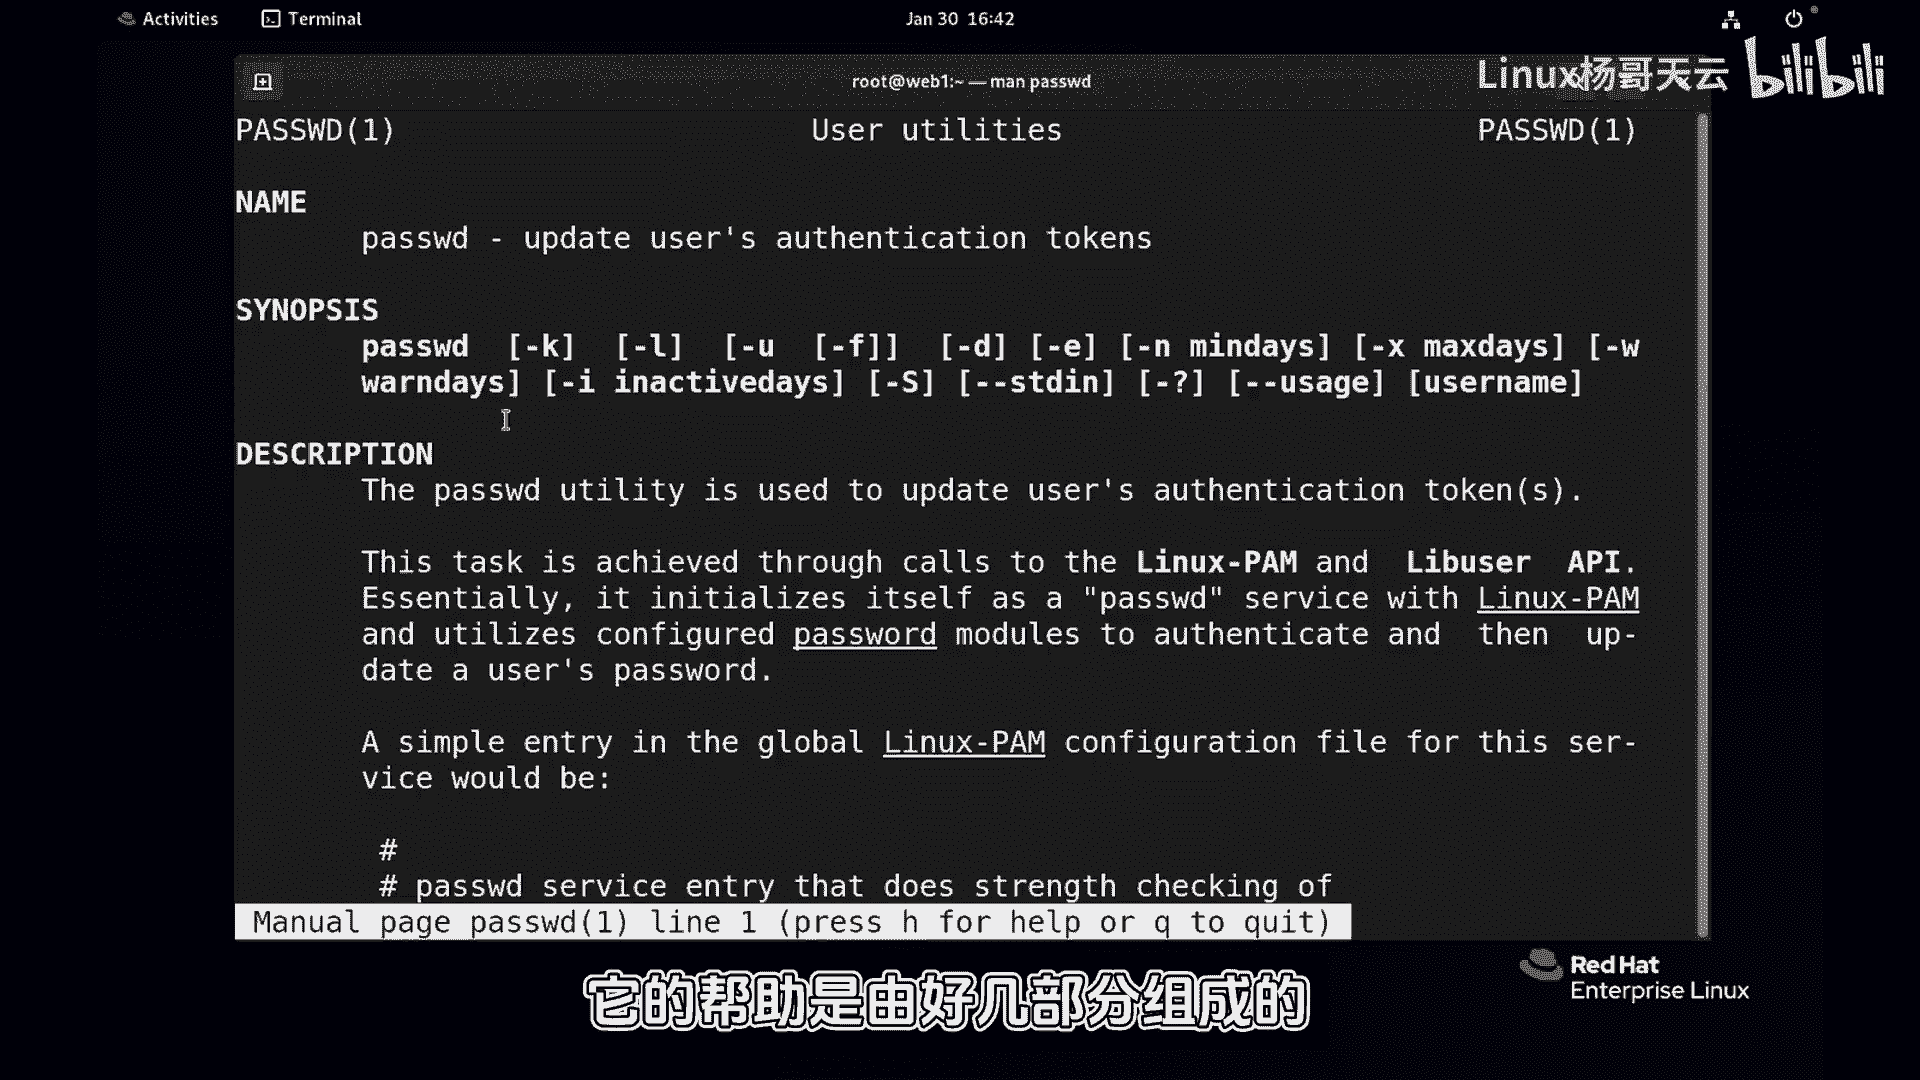 Activities Terminal Jan 30 16:42
root@web1:~ — man passwd
Linux杨哥天云 bilibili
PASSWD(1) User utilities PASSWD(1)
NAME
passwd - update user's authentication tokens
SYNOPSIS
passwd [-k] [-l] [-u [-f]] [-d] [-e] [-n mindays] [-x maxdays] [-w
warndays] [-i inactivedays] [-S] [--stdin] [-?] [--usage] [username]
DESCRIPTION
The passwd utility is used to update user's authentication token(s).
This task is achieved through calls to the Linux-PAM and Libuser API.
Essentially, it initializes itself as a "passwd" service with Linux-PAM
and utilizes configured password modules to authenticate and then up-
date a user's password.
A simple entry in the global Linux-PAM configuration file for this ser-
vice would be:
#
# passwd service entry that does strength checking of
Manual page passwd(1) line 1 (press h for help or q to quit)
Red Hat
Enterprise Linux
它的帮助是由好几部分组成的